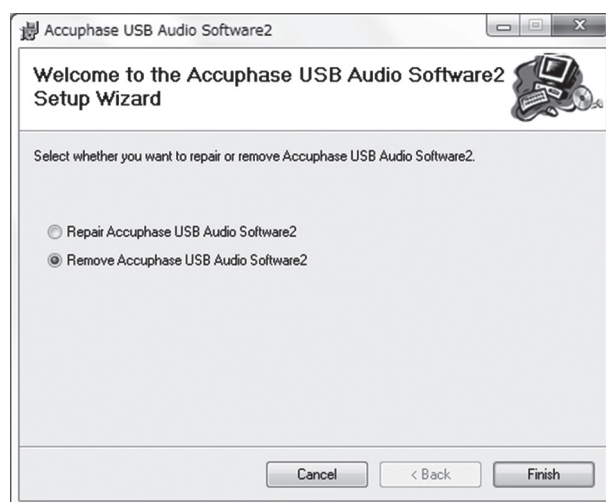 Accuphase USB Audio Software2
Welcome to the Accuphase USB Audio Software2
Setup Wizard
Select whether you want to repair or remove Accuphase USB Audio Software2.
Repair Accuphase USB Audio Software2
Remove Accuphase USB Audio Software2
Cancel
< Back
Finish